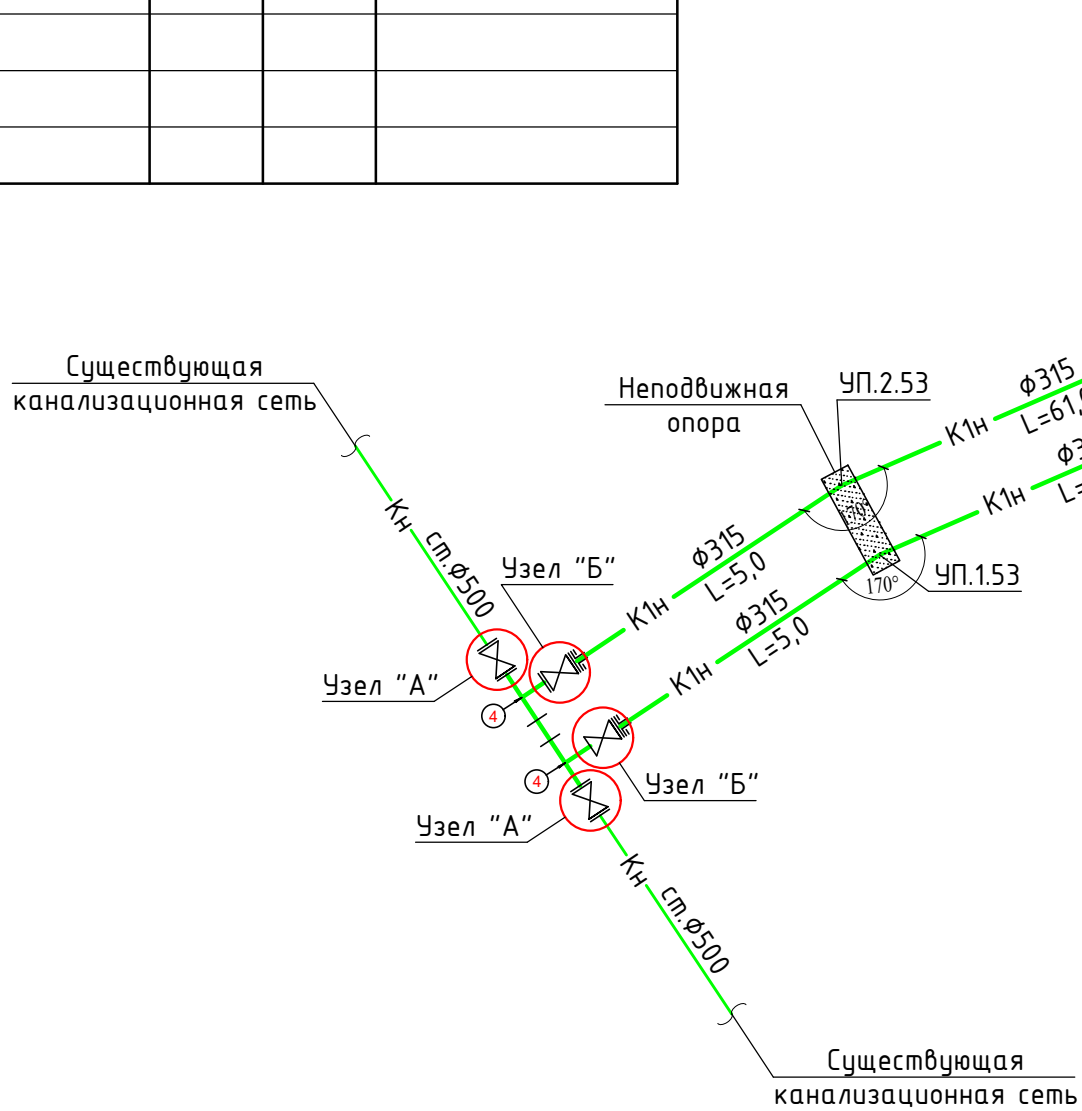 Существующая
канализационная сеть
Неподвижная
опора
УП.2.53
ф315
L=61,
К1н
К1н
170°
170°
УП.1.53
Кн
ст.ф500
Узел "Б"
ф315
L=5,0
К1н
ф315
L=5,0
К1н
Узел "А"
4
4
Узел "Б"
Узел "А"
Кн
ст.ф500
Существующая
канализационная сеть